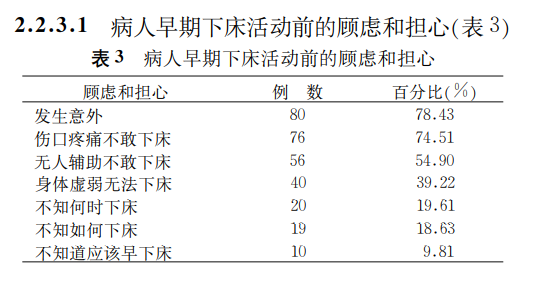 2.2.3.1 病人早期下床活动前的顾虑和担心(表3)
表3 病人早期下床活动前的顾虑和担心
顾虑和担心 例 数 百分比(%)
发生意外 80 78.43
伤口疼痛不敢下床 76 74.51
无人辅助不敢下床 56 54.90
身体虚弱无法下床 40 39.22
不知何时下床 20 19.61
不知如何下床 19 18.63
不知道应该早下床 10 9.81